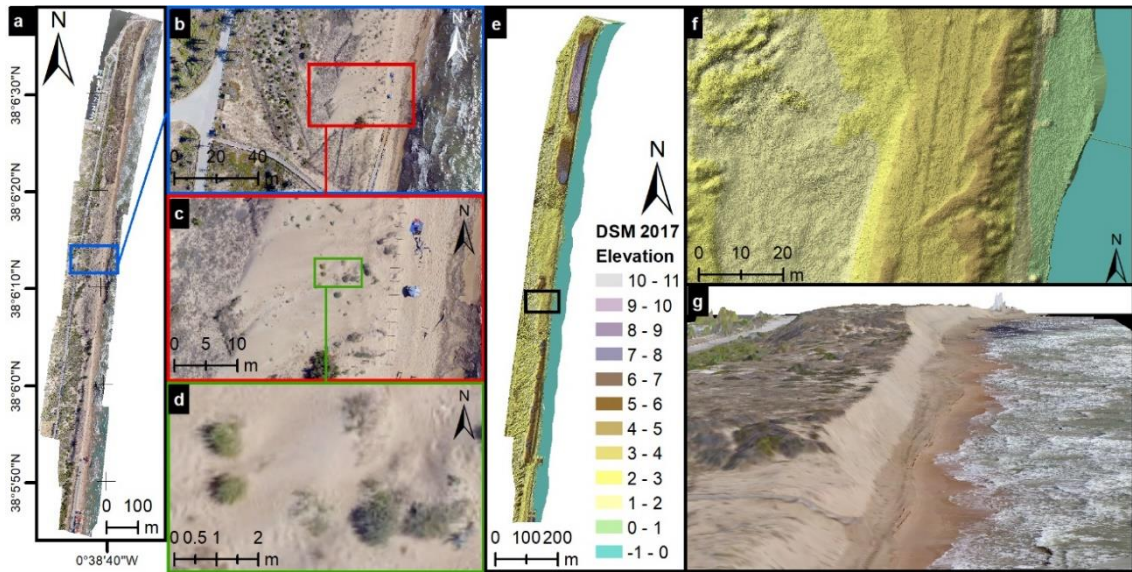 a
N
38°6'30"N
38°6'20"N
38°6'10"N
38°6'0"N
38°5'50"N
0 100
m
0°38'40"W
b
N
0 20 40
m
c
N
0 5 10
m
d
N
0 0.5 1 2
m
e
N
DSM 2017
Elevation
10 - 11
9 - 10
8 - 9
7 - 8
6 - 7
5 - 6
4 - 5
3 - 4
2 - 3
1 - 2
0 - 1
-1 - 0
0 100 200
m
f
0 10 20
m
N
g